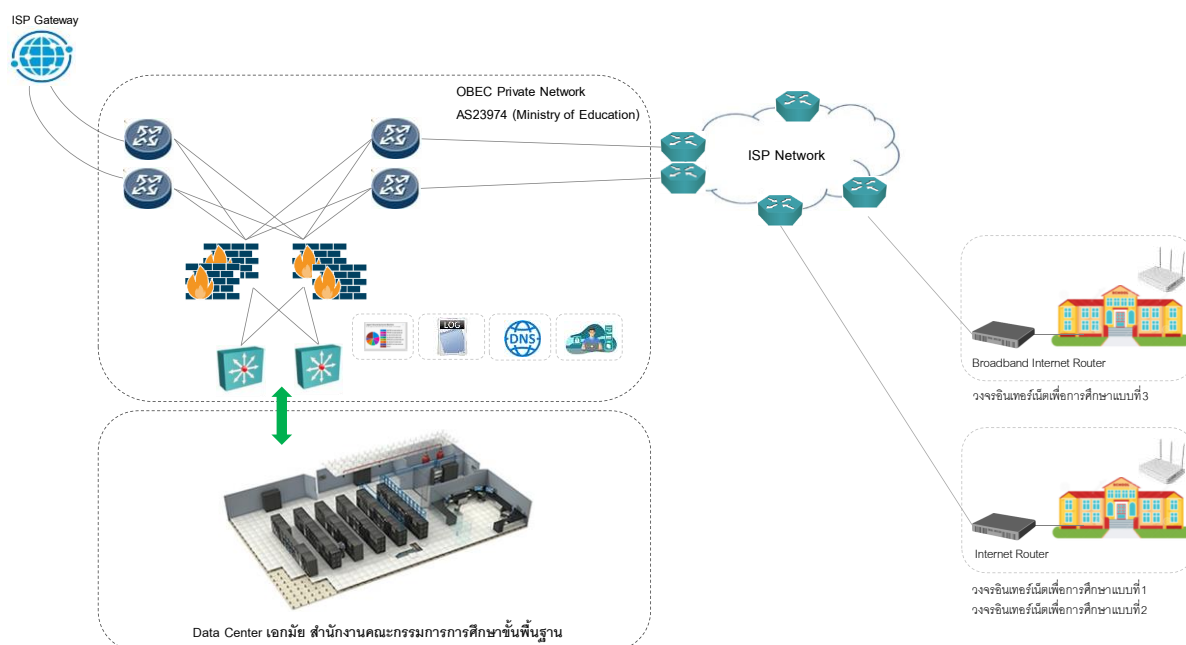 ISP Gateway
OBEC Private Network
AS23974 (Ministry of Education)
ISP Network
LOG
DNS
Broadband Internet Router
วงจรอินเทอร์เน็ตเพื่อการศึกษาแบบที่3
Internet Router
วงจรอินเทอร์เน็ตเพื่อการศึกษาแบบที่1
วงจรอินเทอร์เน็ตเพื่อการศึกษาแบบที่2
Data Center เอกมัย สำนักงานคณะกรรมการการศึกษาขั้นพื้นฐาน